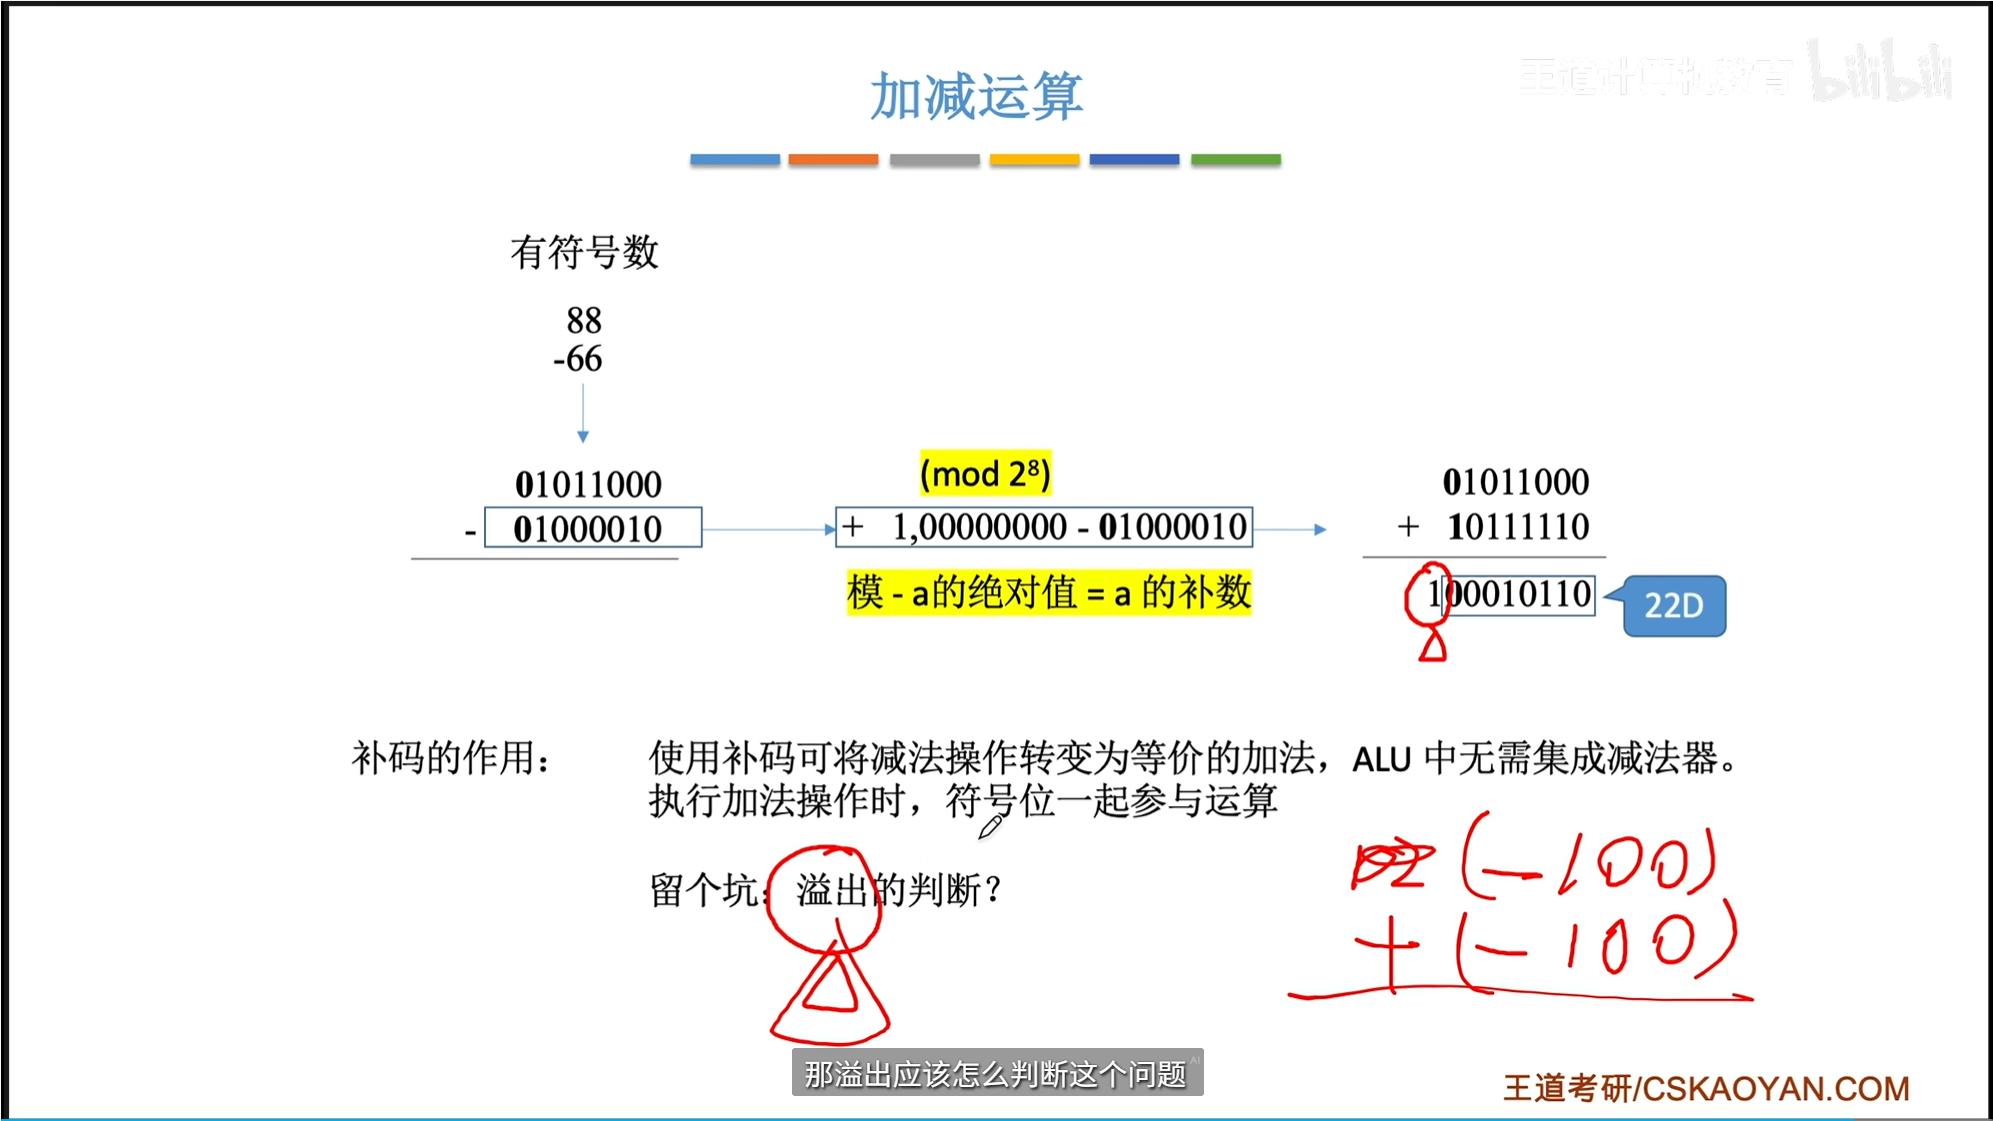 加减运算
王道计算机教育 bilibili
有符号数
88
-66
01011000
- 01000010
(mod 2⁸)
+ 1,00000000 - 01000010
模 - a的绝对值 = a 的补数
01011000
+ 10111110
100010110
22D
补码的作用：
使用补码可将减法操作转变为等价的加法，ALU 中无需集成减法器。
执行加法操作时，符号位一起参与运算
留个坑：溢出的判断？
(-100)
+ (-100)
那溢出应该怎么判断这个问题
AI
王道考研/CSKAOYAN.COM